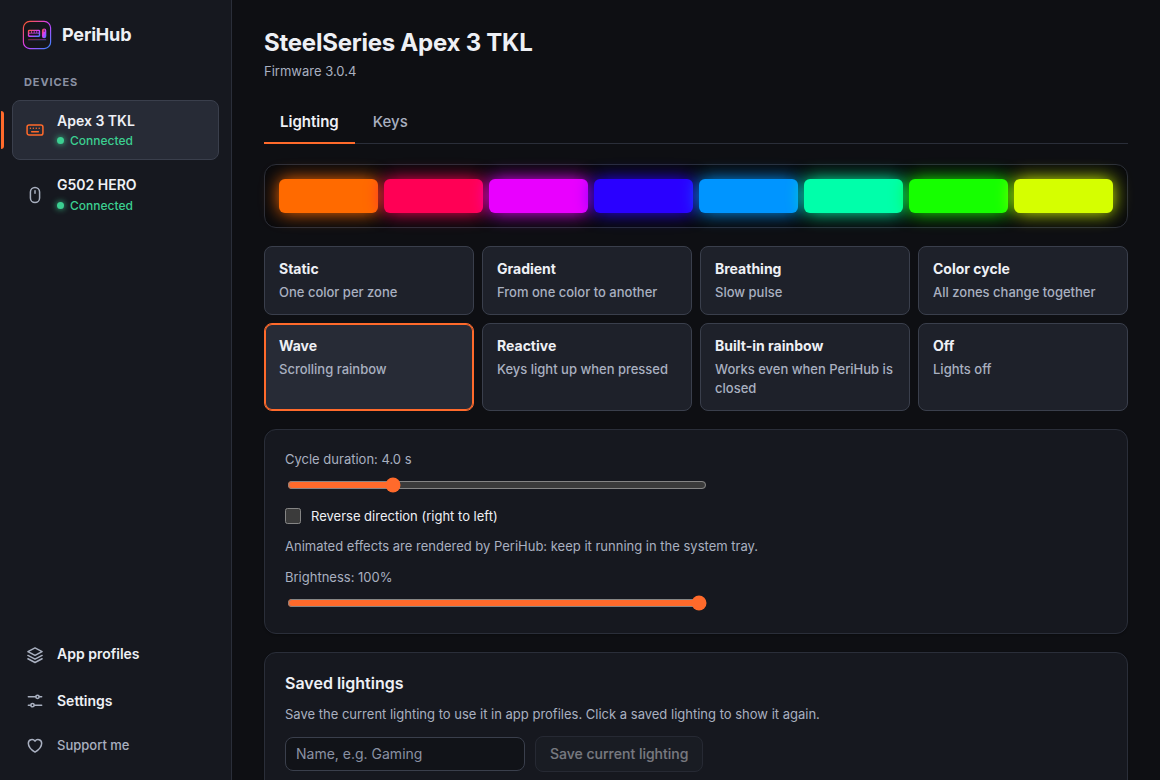 PeriHub
DEVICES
Apex 3 TKL
Connected
G502 HERO
Connected
App profiles
Settings
Support me
SteelSeries Apex 3 TKL
Firmware 3.0.4
Lighting
Keys
Static
One color per zone
Gradient
From one color to another
Breathing
Slow pulse
Color cycle
All zones change together
Wave
Scrolling rainbow
Reactive
Keys light up when pressed
Built-in rainbow
Works even when PeriHub is
closed
Off
Lights off
Cycle duration: 4.0 s
Reverse direction (right to left)
Animated effects are rendered by PeriHub: keep it running in the system tray.
Brightness: 100%
Saved lightings
Save the current lighting to use it in app profiles. Click a saved lighting to show it again.
Name, e.g. Gaming
Save current lighting